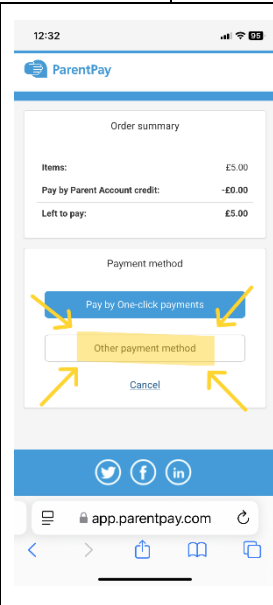 12:32
95
ParentPay
Order summary
Items: £5.00
Pay by Parent Account credit: -£0.00
Left to pay: £5.00
Payment method
Pay by One-click payments
Other payment method
Cancel
f in
app.parentpay.com